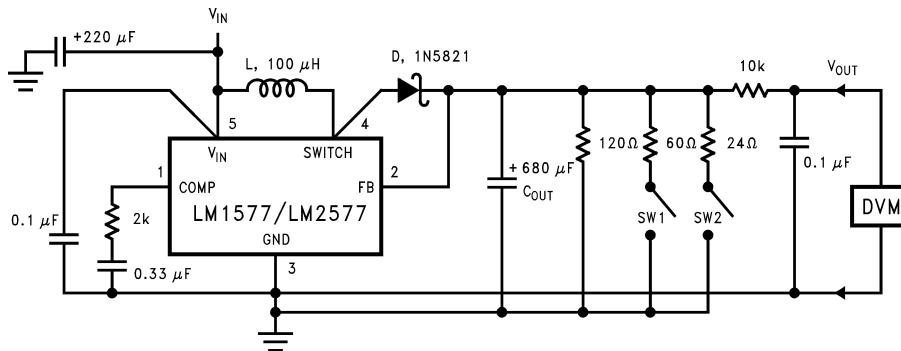 V_IN
+220 μF
L, 100 μH
D, 1N5821
10k
V_OUT
5
4
V_IN
SWITCH
1
COMP
FB
2
LM1577/LM2577
GND
3
0.1 μF
2k
0.33 μF
+ 680 μF
C_OUT
120Ω
60Ω
24Ω
SW1
SW2
0.1 μF
DVM